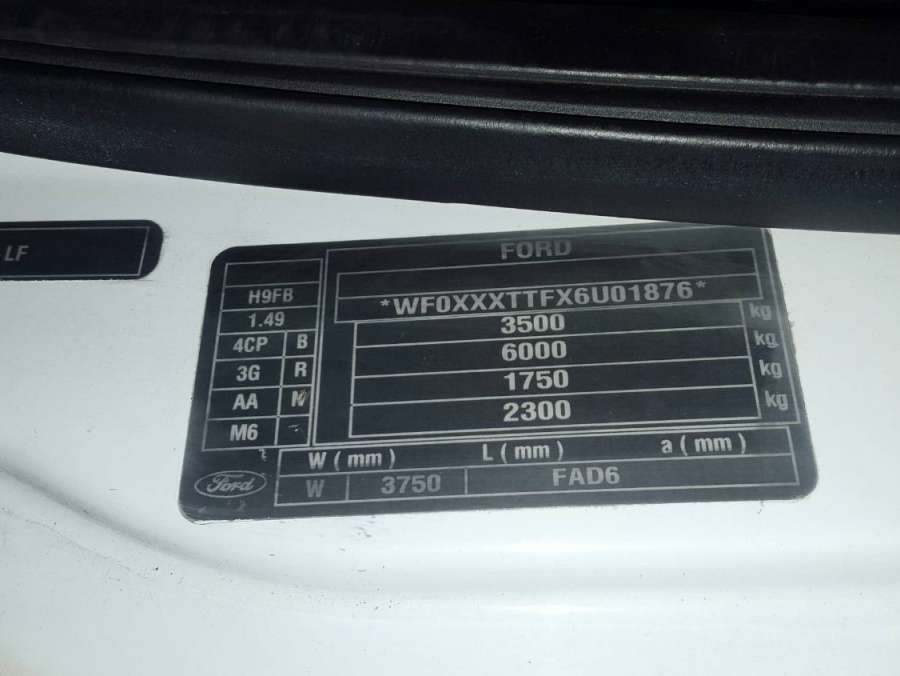 LF
FORD
H9FB
*WF0XXXTTFX6U01876*
1.49
3500 kg
4CP B
6000 kg
3G R
1750 kg
AA
2300 kg
M6
W (mm) L (mm) a (mm)
Ford
W 3750 FAD6